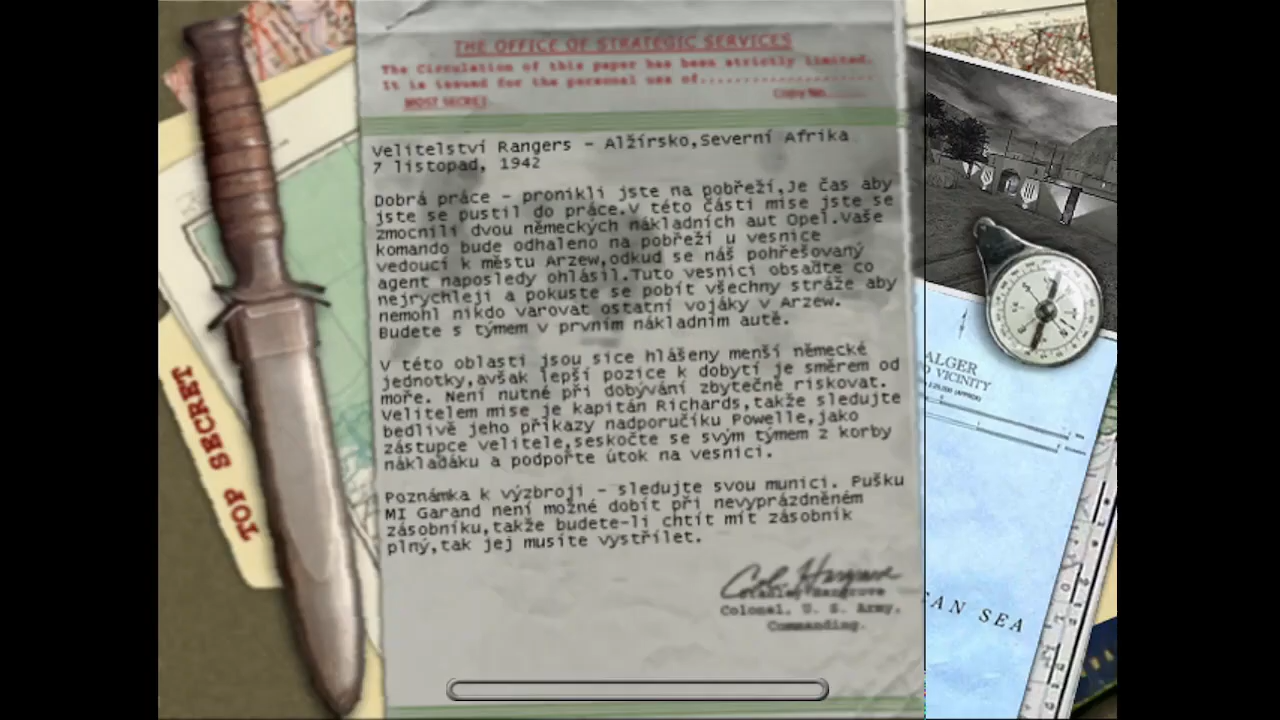 THE OFFICE OF STRATEGIC SERVICES
The Circulation of this paper has been strictly limited.
It is issued for the personal use of....................
MOST SECRET
Copy No.
Velitelství Rangers - Alžírsko,Severní Afrika
7 listopad, 1942
Dobrá práce - pronikli jste na pobřeží,Je čas aby
jste se pustil do práce.V této části mise jste se
zmocnili dvou německých nákladních aut Opel.Vaše
komando bude odhaleno na pobřeží u vesnice
vedoucí k městu Arzew,odkud se náš pohřešovaný
agent naposledy ohlásil.Tuto vesnici obsaďte co
nejrychleji a pokuste se pobít všechny stráže aby
nemohl nikdo varovat ostatní vojáky v Arzew.
Budete s týmem v prvním nákladním autě.
V této oblasti jsou sice hlášeny menší německé
jednotky,avšak lepší pozice k dobytí je směrem od
moře. Není nutné při dobývání zbytečně riskovat.
Velitelem mise je kapitán Richards,takže sledujte
bedlivě jeho příkazy nadporučíku Powelle,jako
zástupce velitele,seskočte se svým týmem z korby
nákladáku a podpořte útok na vesnici.
Poznámka k výzbroji - sledujte svou munici. Pušku
MI Garand není možné dobít při nevyprázdněném
zásobníku,takže budete-li chtít mít zásobník
plný,tak jej musíte vystřílet.
Stanley Hargrove
Colonel, U. S. Army,
Commanding.
TOP SECRET
ALGER
VICINITY
SEA